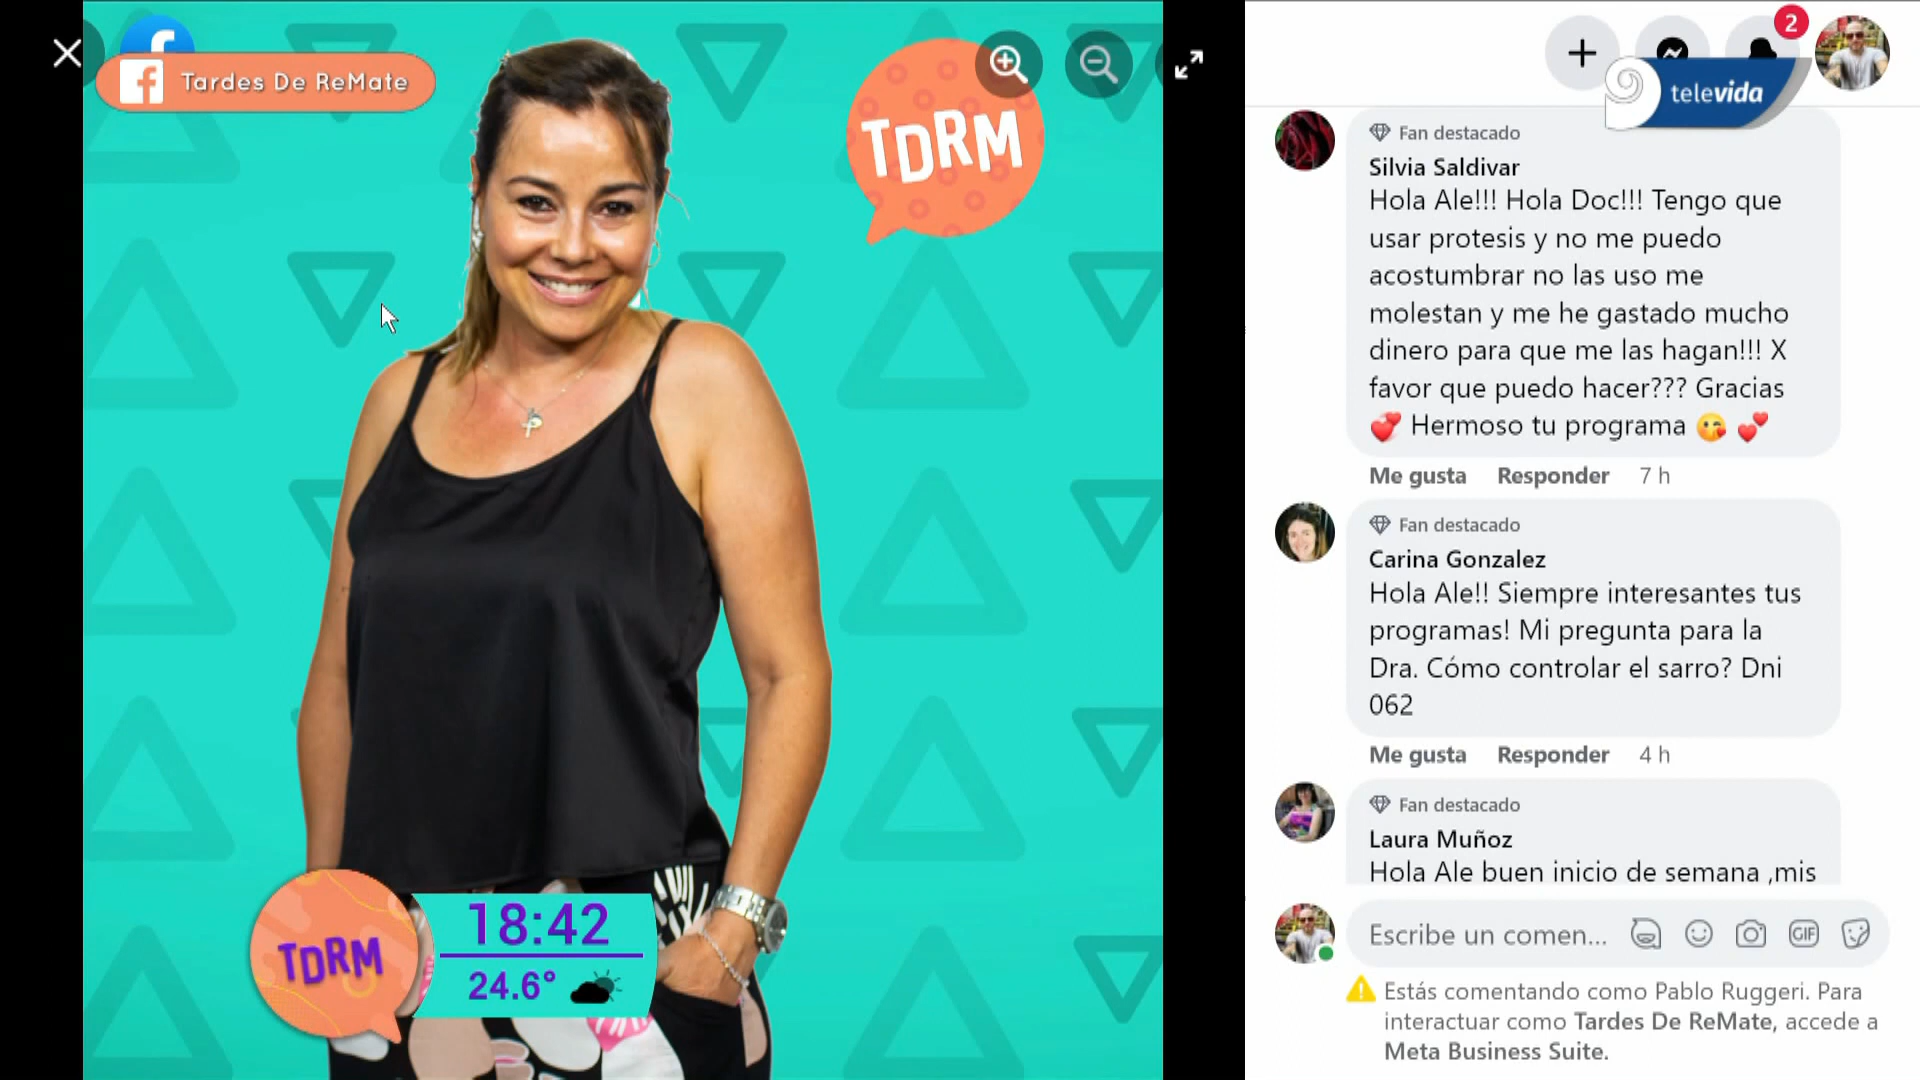 Tardes De ReMate
TDRM
2
televida
Fan destacado
Silvia Saldivar
Hola Ale!!! Hola Doc!!! Tengo que
usar protesis y no me puedo
acostumbrar no las uso me
molestan y me he gastado mucho
dinero para que me las hagan!!! X
favor que puedo hacer??? Gracias
💞 Hermoso tu programa 😘 💕
Me gusta Responder 7 h
Fan destacado
Carina Gonzalez
Hola Ale!! Siempre interesantes tus
programas! Mi pregunta para la
Dra. Cómo controlar el sarro? Dni
062
Me gusta Responder 4 h
Fan destacado
Laura Muñoz
Hola Ale buen inicio de semana ,mis
Escribe un comen...
GIF
Estás comentando como Pablo Ruggeri. Para
interactuar como Tardes De ReMate, accede a
Meta Business Suite.
TDRM
18:42
24.6°